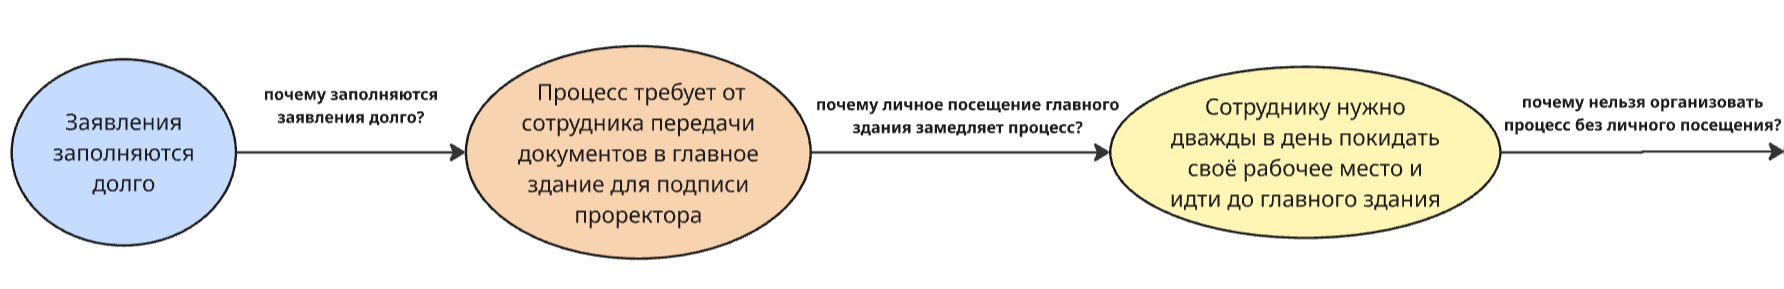 Заявления
заполняются
долго
почему заполняются
заявления долго?
Процесс требует от
сотрудника передачи
документов в главное
здание для подписи
проректора
почему личное посещение главного
здания замедляет процесс?
Сотруднику нужно
дважды в день покидать
своё рабочее место и
идти до главного здания
почему нельзя организовать
процесс без личного посещения?